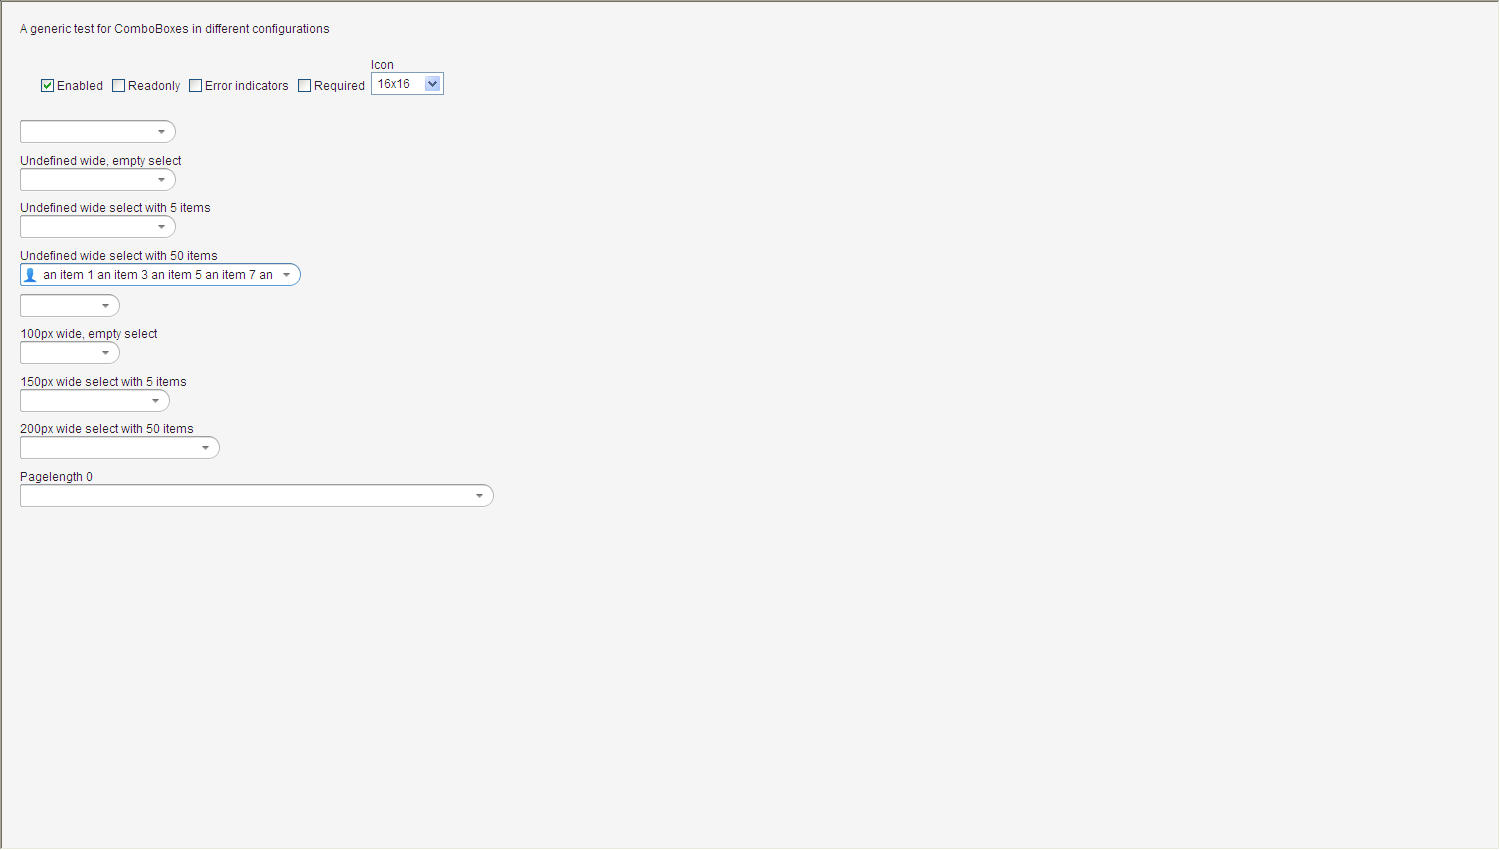 A generic test for ComboBoxes in different configurations
Icon
Enabled Readonly Error indicators Required 16x16
Undefined wide, empty select
Undefined wide select with 5 items
Undefined wide select with 50 items
an item 1 an item 3 an item 5 an item 7 an
100px wide, empty select
150px wide select with 5 items
200px wide select with 50 items
Pagelength 0